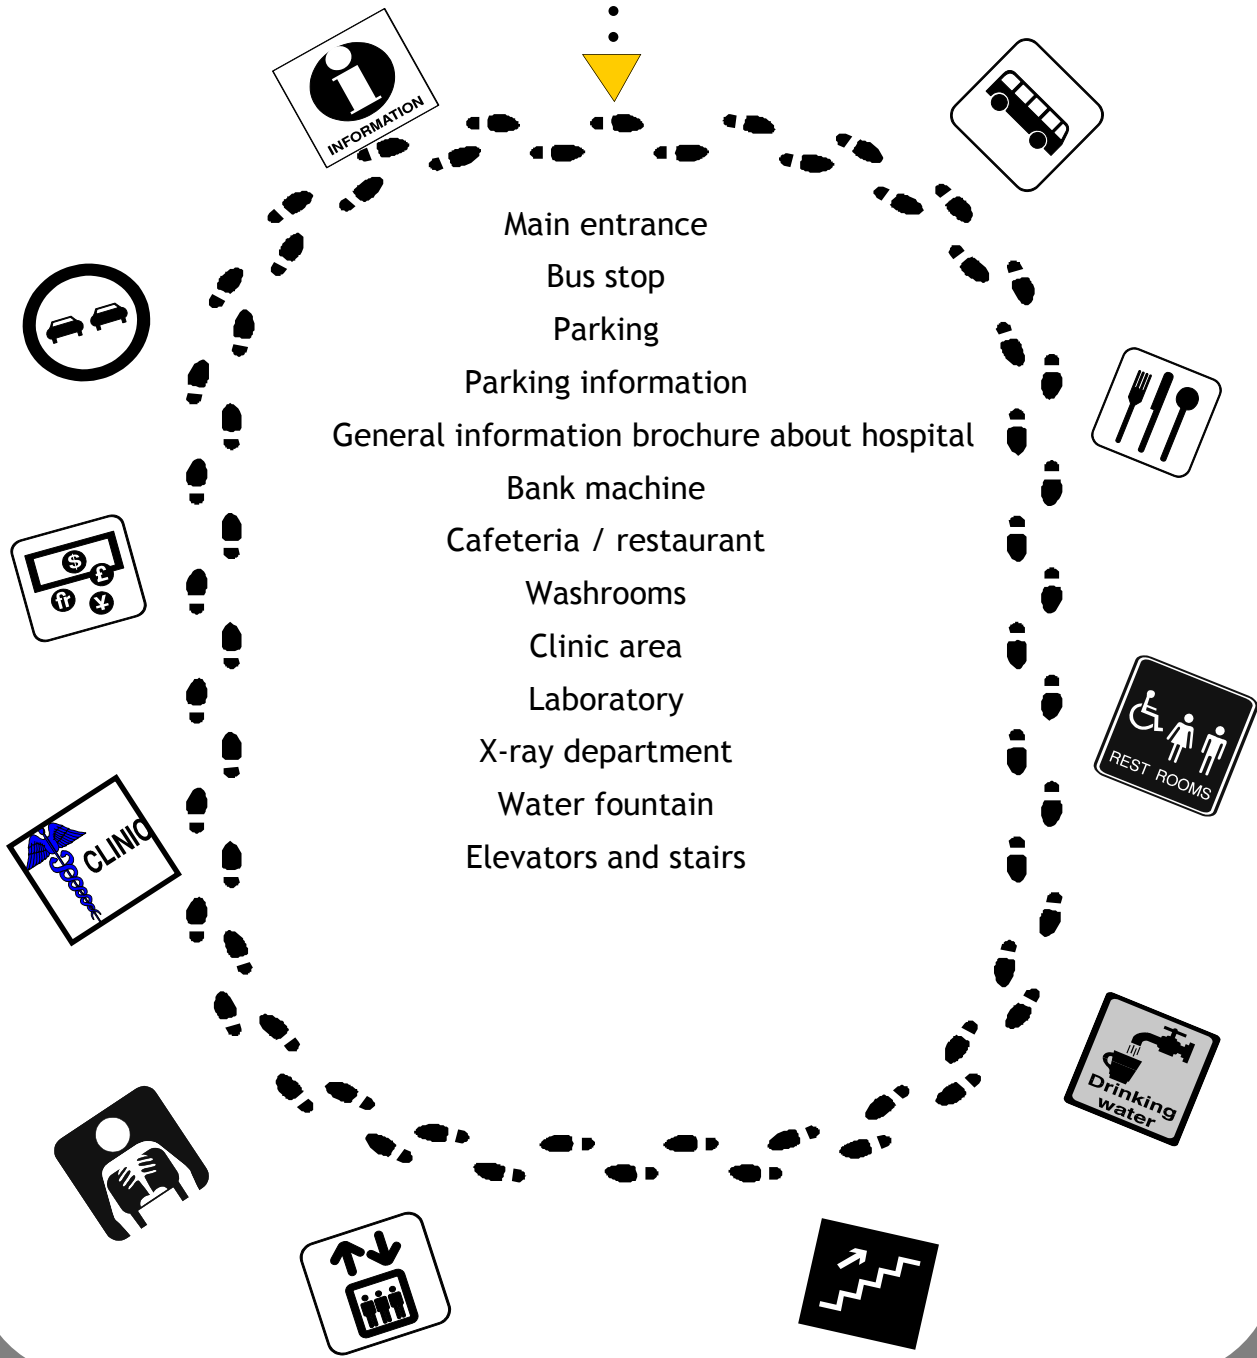 INFORMATION
Main entrance
Bus stop
Parking
Parking information
General information brochure about hospital
Bank machine
Cafeteria / restaurant
Washrooms
Clinic area
Laboratory
X-ray department
Water fountain
Elevators and stairs
$
£
fr
¥
REST ROOMS
CLINIC
Drinking
water